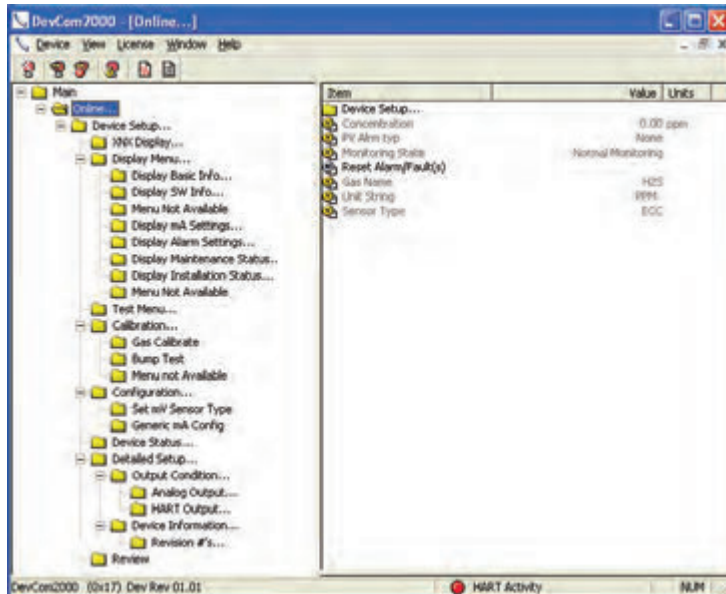 DevCom2000 - [Online...]
Device View License Window Help
Main
Online...
Device Setup...
XNX Display...
Display Menu...
Display Basic Info...
Display SW Info...
Menu Not Available
Display mA Settings...
Display Alarm Settings...
Display Maintenance Status..
Display Installation Status...
Menu Not Available
Test Menu...
Calibration...
Gas Calibrate
Bump Test
Menu not Available
Configuration...
Set mV Sensor Type
Generic mA Config
Device Status...
Detailed Setup...
Output Condition...
Analog Output...
HART Output...
Device Information...
Revision #'s...
Review
Item Value Units
Device Setup...
Concentration 0.00 ppm
PV Alrm typ None
Monitoring State Normal Monitoring
Reset Alarm/Fault(s)
Gas Name H2S
Unit String PPM
Sensor Type ECC
DevCom2000 (0x17) Dev Rev 01.01 HART Activity NUM